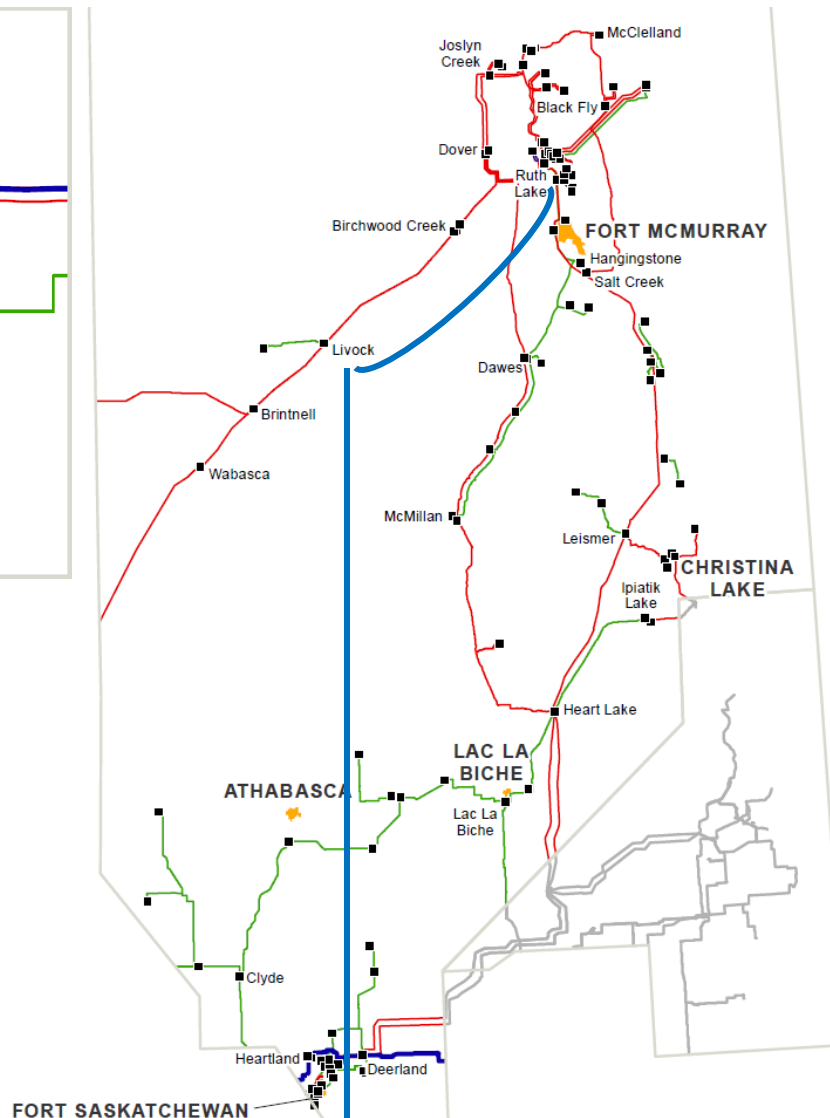 McClelland
Joslyn
Creek
Black Fly
Dover
Ruth
Lake
Birchwood Creek
FORT MCMURRAY
Hangingstone
Salt Creek
Livock
Dawes
Brintnell
Wabasca
McMillan
Leismer
CHRISTINA
LAKE
Ipiatik
Lake
Heart Lake
LAC LA
BICHE
ATHABASCA
Lac La
Biche
Clyde
Heartland
Deerland
FORT SASKATCHEWAN